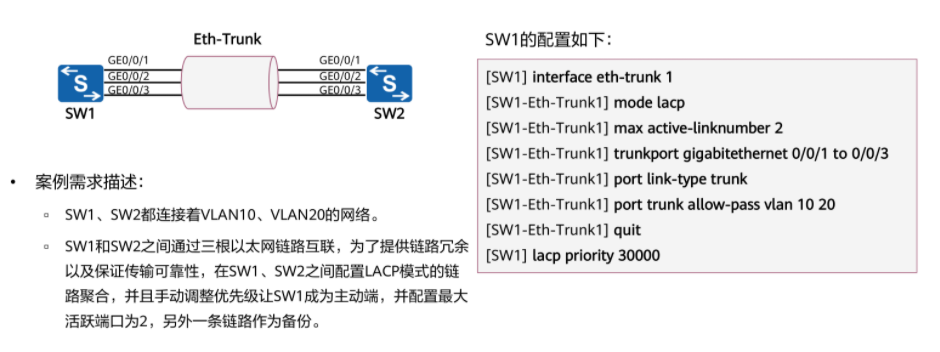 Eth-Trunk
GE0/0/1
GE0/0/2
GE0/0/3
GE0/0/1
GE0/0/2
GE0/0/3
S
S
SW1
SW2
• 案例需求描述：
▫ SW1、SW2都连接着VLAN10、VLAN20的网络。
▫ SW1和SW2之间通过三根以太网链路互联，为了提供链路冗余
以及保证传输可靠性，在SW1、SW2之间配置LACP模式的链
路聚合，并且手动调整优先级让SW1成为主动端，并配置最大
活跃端口为2，另外一条链路作为备份。
SW1的配置如下：
[SW1] interface eth-trunk 1
[SW1-Eth-Trunk1] mode lacp
[SW1-Eth-Trunk1] max active-linknumber 2
[SW1-Eth-Trunk1] trunkport gigabitethernet 0/0/1 to 0/0/3
[SW1-Eth-Trunk1] port link-type trunk
[SW1-Eth-Trunk1] port trunk allow-pass vlan 10 20
[SW1-Eth-Trunk1] quit
[SW1] lacp priority 30000